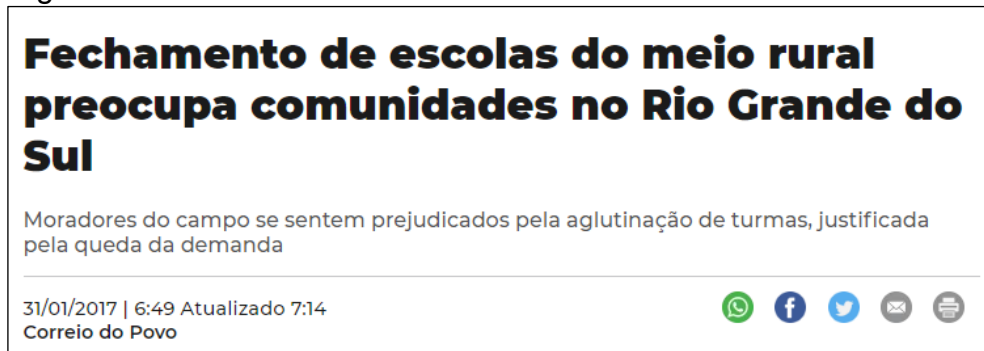 Fechamento de escolas do meio rural
preocupa comunidades no Rio Grande do
Sul
Moradores do campo se sentem prejudicados pela aglutinação de turmas, justificada
pela queda da demanda
31/01/2017 | 6:49 Atualizado 7:14
Correio do Povo